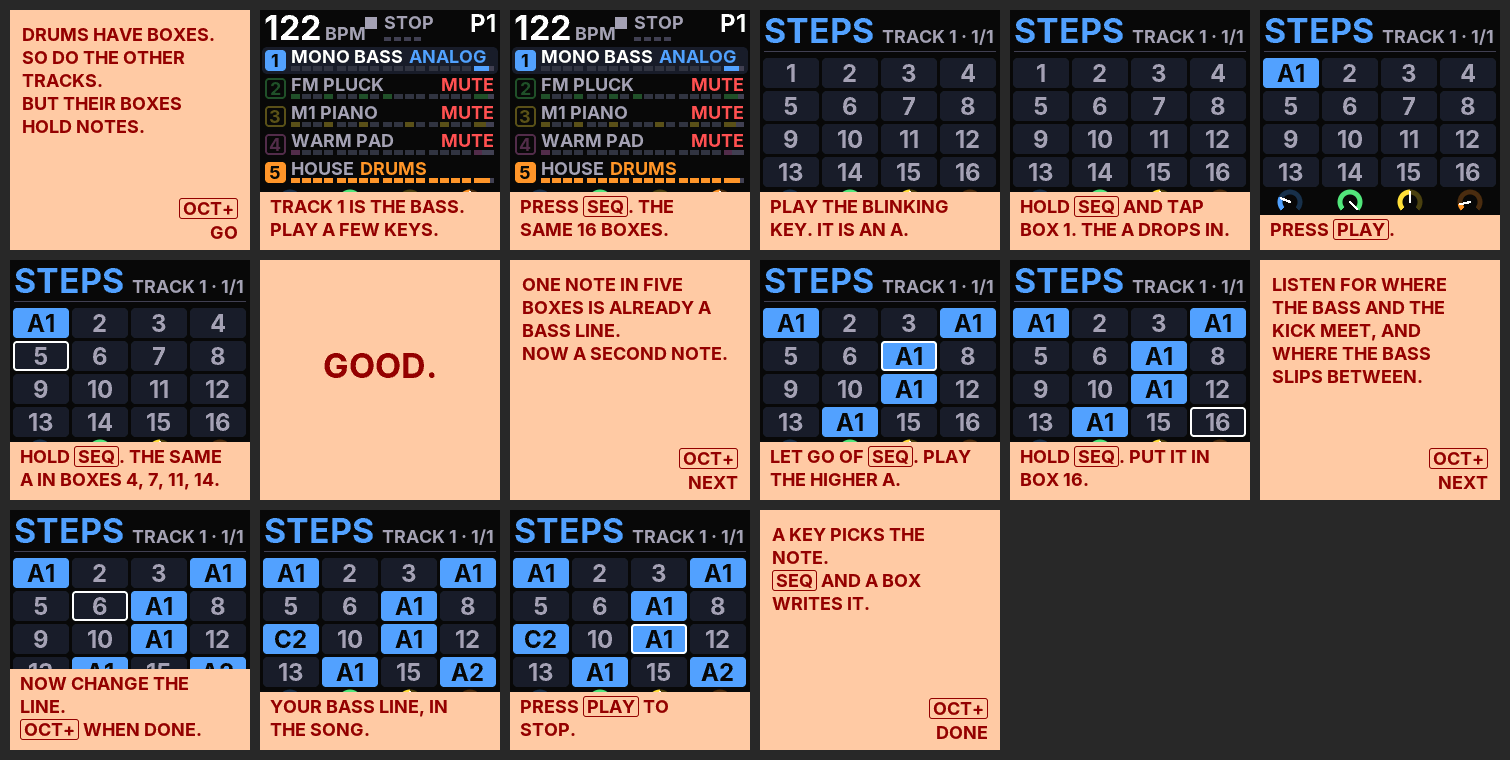 DRUMS HAVE BOXES.
SO DO THE OTHER
TRACKS.
BUT THEIR BOXES
HOLD NOTES.
OCT+
GO
122 BPM STOP P1
1 MONO BASS ANALOG
2 FM PLUCK MUTE
3 M1 PIANO MUTE
4 WARM PAD MUTE
5 HOUSE DRUMS
TRACK 1 IS THE BASS.
PLAY A FEW KEYS.
122 BPM STOP P1
1 MONO BASS ANALOG
2 FM PLUCK MUTE
3 M1 PIANO MUTE
4 WARM PAD MUTE
5 HOUSE DRUMS
PRESS SEQ. THE
SAME 16 BOXES.
STEPS TRACK 1 · 1/1
1 2 3 4
5 6 7 8
9 10 11 12
13 14 15 16
PLAY THE BLINKING
KEY. IT IS AN A.
STEPS TRACK 1 · 1/1
1 2 3 4
5 6 7 8
9 10 11 12
13 14 15 16
HOLD SEQ AND TAP
BOX 1. THE A DROPS IN.
STEPS TRACK 1 · 1/1
A1 2 3 4
5 6 7 8
9 10 11 12
13 14 15 16
PRESS PLAY.
STEPS TRACK 1 · 1/1
A1 2 3 4
5 6 7 8
9 10 11 12
13 14 15 16
HOLD SEQ. THE SAME
A IN BOXES 4, 7, 11, 14.
GOOD.
ONE NOTE IN FIVE
BOXES IS ALREADY A
BASS LINE.
NOW A SECOND NOTE.
OCT+
NEXT
STEPS TRACK 1 · 1/1
A1 2 3 A1
5 6 A1 8
9 10 A1 12
13 A1 15 16
LET GO OF SEQ. PLAY
THE HIGHER A.
STEPS TRACK 1 · 1/1
A1 2 3 A1
5 6 A1 8
9 10 A1 12
13 A1 15 16
HOLD SEQ. PUT IT IN
BOX 16.
LISTEN FOR WHERE
THE BASS AND THE
KICK MEET, AND
WHERE THE BASS
SLIPS BETWEEN.
OCT+
NEXT
STEPS TRACK 1 · 1/1
A1 2 3 A1
5 6 A1 8
9 10 A1 12
13 A1 15 A2
NOW CHANGE THE
LINE.
OCT+ WHEN DONE.
STEPS TRACK 1 · 1/1
A1 2 3 A1
5 6 A1 8
C2 10 A1 12
13 A1 15 A2
YOUR BASS LINE, IN
THE SONG.
STEPS TRACK 1 · 1/1
A1 2 3 A1
5 6 A1 8
C2 10 A1 12
13 A1 15 A2
PRESS PLAY TO
STOP.
A KEY PICKS THE
NOTE.
SEQ AND A BOX
WRITES IT.
OCT+
DONE